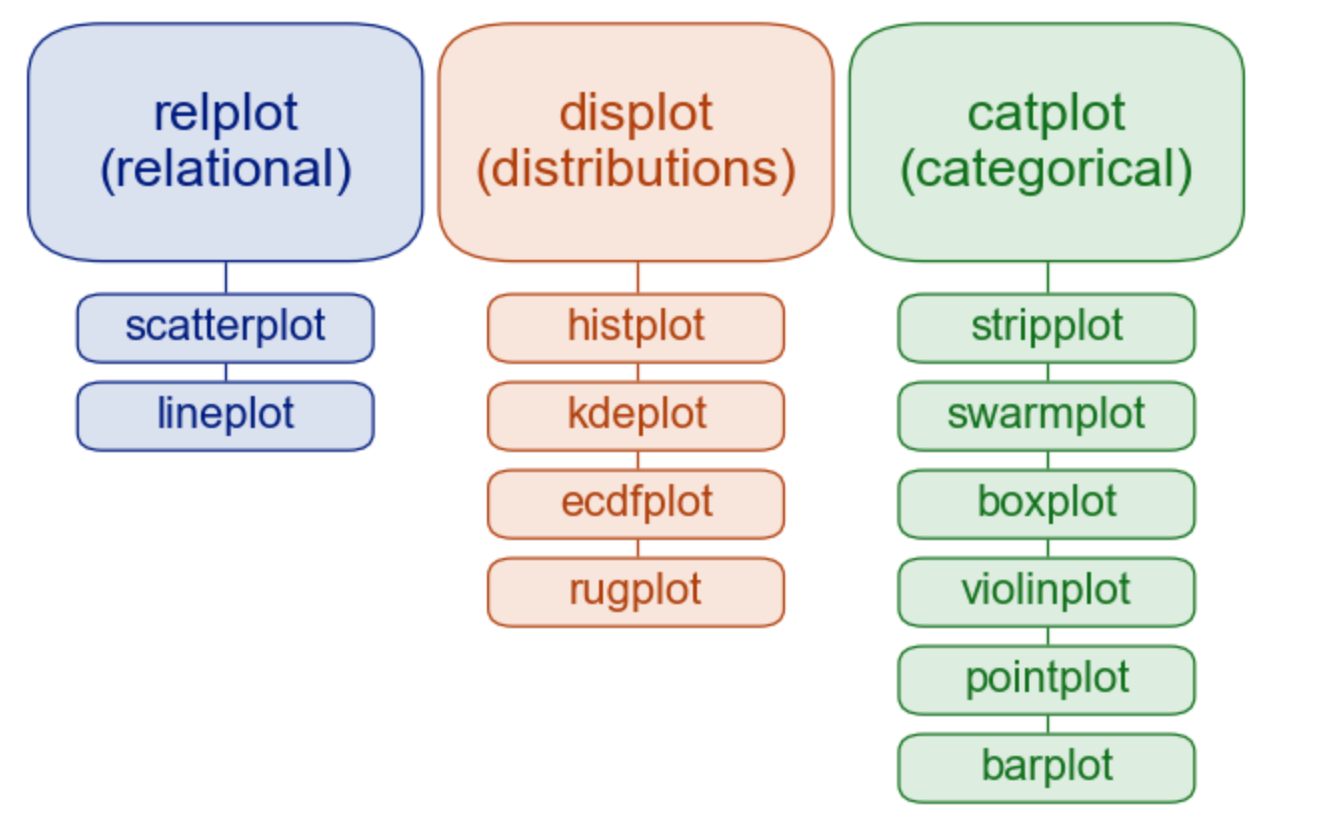 relplot
(relational)
scatterplot
lineplot
displot
(distributions)
histplot
kdeplot
ecdfplot
rugplot
catplot
(categorical)
stripplot
swarmplot
boxplot
violinplot
pointplot
barplot